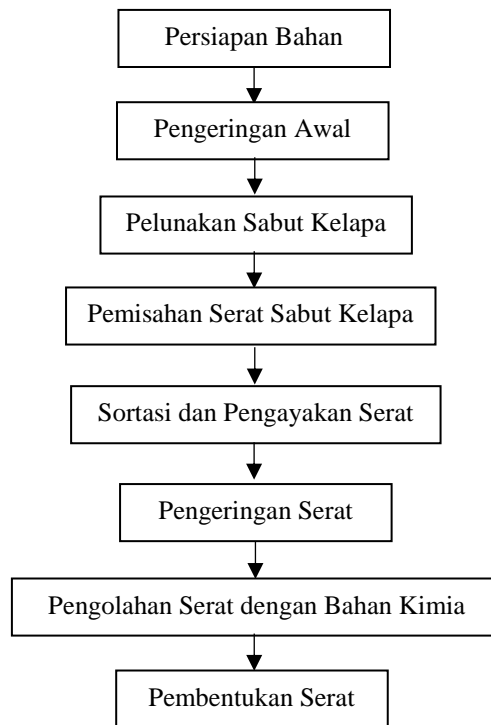 Persiapan Bahan
Pengeringan Awal
Pelunakan Sabut Kelapa
Pemisahan Serat Sabut Kelapa
Sortasi dan Pengayakan Serat
Pengeringan Serat
Pengolahan Serat dengan Bahan Kimia
Pembentukan Serat